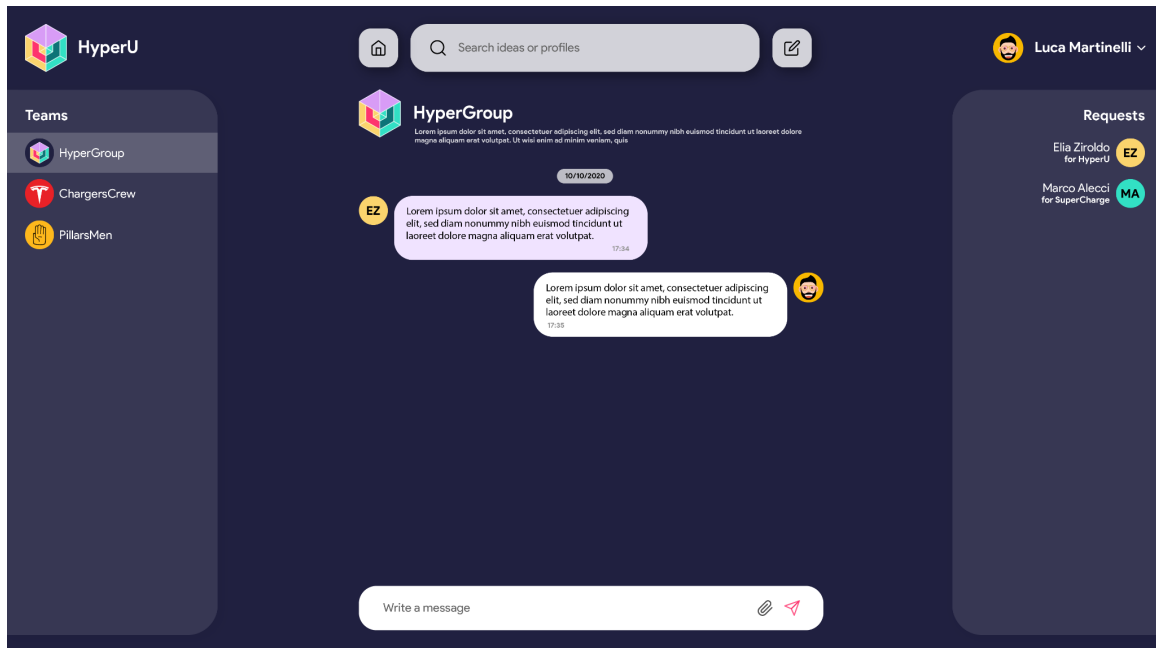 HyperU
Search ideas or profiles
Luca Martinelli
Teams
HyperGroup
ChargersCrew
PillarsMen
HyperGroup
Lorem ipsum dolor sit amet, consectetuer adipiscing elit, sed diam nonummy nibh euismod tincidunt ut laoreet dolore
magna aliquam erat volutpat. Ut wisi enim ad minim veniam, quis
10/10/2020
EZ
Lorem ipsum dolor sit amet, consectetuer adipiscing
elit, sed diam nonummy nibh euismod tincidunt ut
laoreet dolore magna aliquam erat volutpat.
17:34
Lorem ipsum dolor sit amet, consectetuer adipiscing
elit, sed diam nonummy nibh euismod tincidunt ut
laoreet dolore magna aliquam erat volutpat.
17:35
Write a message
Requests
Elia Ziroldo
for HyperU
EZ
Marco Alecci
for SuperCharge
MA